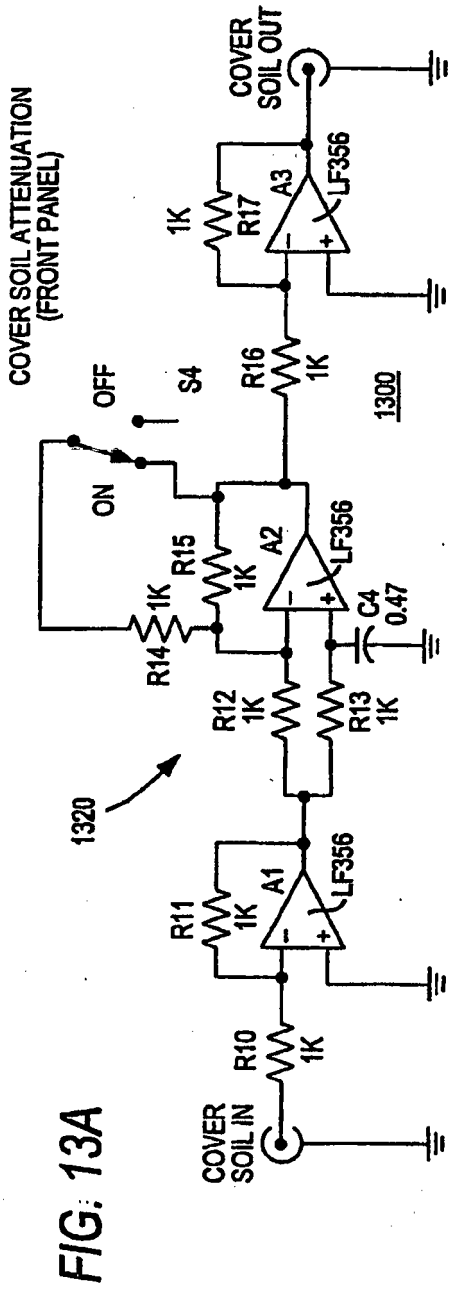 FIG. 13A
COVER SOIL ATTENUATION
(FRONT PANEL)
ON
OFF
S4
1320
R14
1K
R15
1K
R11
1K
R12
1K
R17
1K
R10
1K
A1
LF356
R13
1K
A2
LF356
C4
0.47
R16
1K
A3
LF356
COVER
SOIL IN
COVER
SOIL OUT
1300
+
−
+
−
+
−